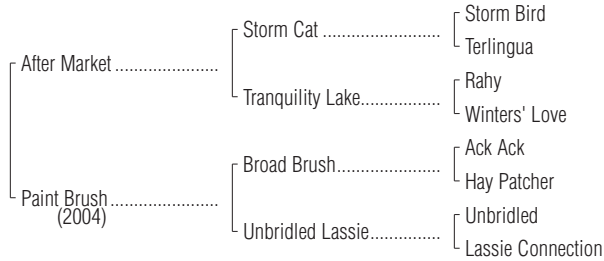 Storm Bird
Storm Cat ....................
Terlingua
After Market ..................
Rahy
Tranquility Lake.............
Winters' Love
Ack Ack
Broad Brush..................
Hay Patcher
Paint Brush ...................
(2004)
Unbridled
Unbridled Lassie............
Lassie Connection